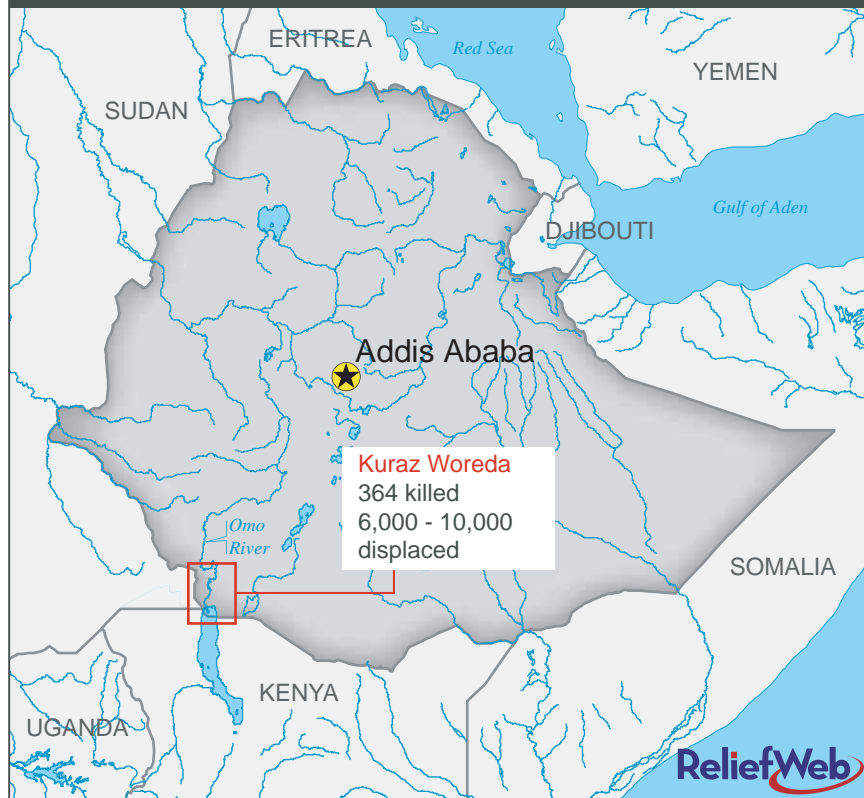 ERITREA
Red Sea
YEMEN
SUDAN
Gulf of Aden
DJIBOUTI
Addis Ababa
Kuraz Woreda
364 killed
6,000 - 10,000
displaced
Omo
River
SOMALIA
KENYA
UGANDA
ReliefWeb